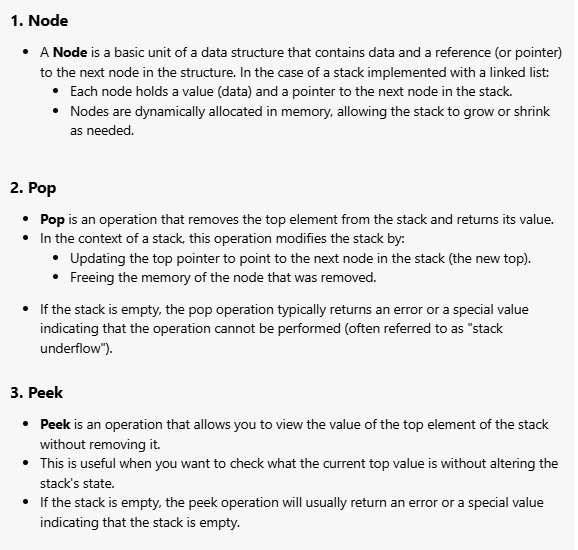 1. Node
• A Node is a basic unit of a data structure that contains data and a reference (or pointer)
to the next node in the structure. In the case of a stack implemented with a linked list:
• Each node holds a value (data) and a pointer to the next node in the stack.
• Nodes are dynamically allocated in memory, allowing the stack to grow or shrink
as needed.
2. Pop
• Pop is an operation that removes the top element from the stack and returns its value.
• In the context of a stack, this operation modifies the stack by:
• Updating the top pointer to point to the next node in the stack (the new top).
• Freeing the memory of the node that was removed.
• If the stack is empty, the pop operation typically returns an error or a special value
indicating that the operation cannot be performed (often referred to as "stack
underflow").
3. Peek
• Peek is an operation that allows you to view the value of the top element of the stack
without removing it.
• This is useful when you want to check what the current top value is without altering the
stack's state.
• If the stack is empty, the peek operation will usually return an error or a special value
indicating that the stack is empty.